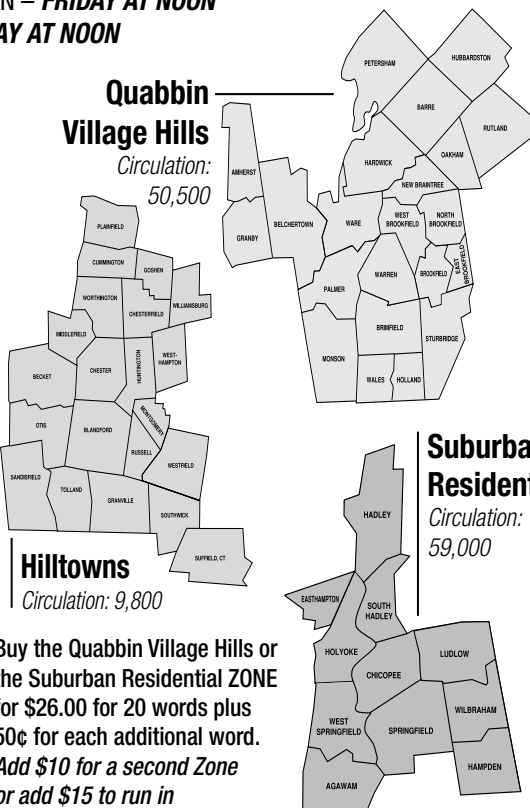 N – FRIDAY AT NOON
AY AT NOON
Quabbin
Village Hills
Circulation:
50,500
PETERSHAM
HUBBARDSTON
BARRE
RUTLAND
HARDWICK
OAKHAM
NEW BRAINTREE
AMHERST
GRANBY
BELCHERTOWN
WARE
WEST
BROOKFIELD
NORTH
BROOKFIELD
EAST
BROOKFIELD
PALMER
WARREN
BROOKFIELD
BRIMFIELD
STURBRIDGE
MONSON
WALES
HOLLAND
PLAINFIELD
CUMMINGTON
GOSHEN
WORTHINGTON
WILLIAMSBURG
CHESTERFIELD
MIDDLEFIELD
WEST-
HAMPTON
BECKET
CHESTER
HUNTINGTON
MONTGOMERY
OTIS
BLANDFORD
RUSSELL
WESTFIELD
SANDISFIELD
TOLLAND
GRANVILLE
SOUTHWICK
SUFFIELD, CT
Hilltowns
Circulation: 9,800
Suburba
Resident
Circulation:
59,000
HADLEY
EASTHAMPTON
SOUTH
HADLEY
HOLYOKE
LUDLOW
CHICOPEE
WILBRAHAM
WEST
SPRINGFIELD
SPRINGFIELD
HAMPDEN
AGAWAM
Buy the Quabbin Village Hills or
the Suburban Residential ZONE
for $26.00 for 20 words plus
50¢ for each additional word.
Add $10 for a second Zone
or add $15 to run in